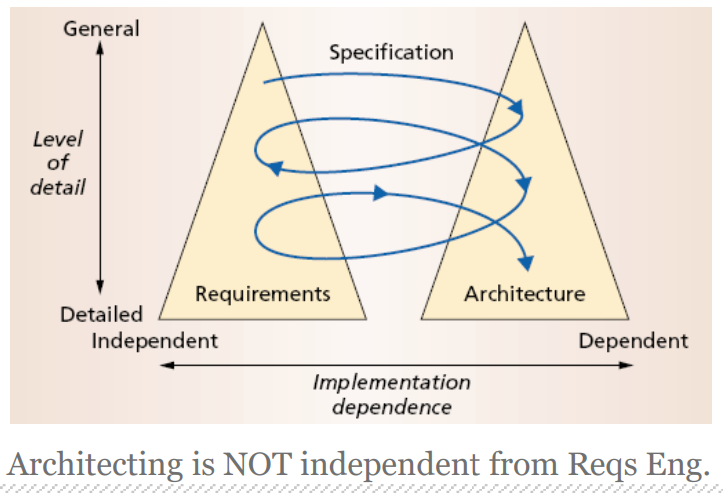 General
Specification
Level
of
detail
Requirements
Architecture
Detailed
Independent
Dependent
Implementation
dependence
Architecting is NOT independent from Reqs Eng.